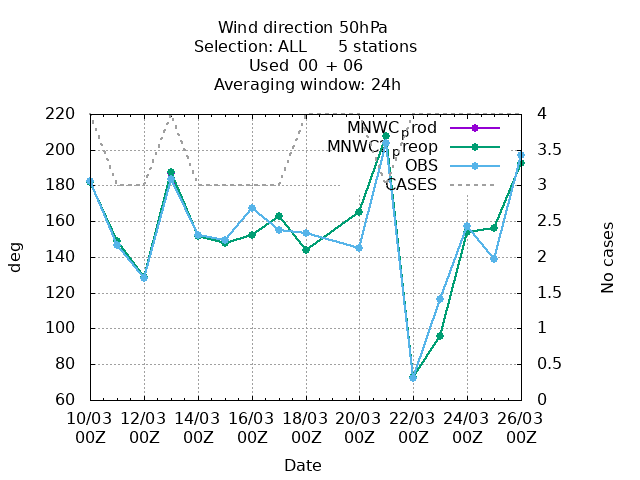 Wind direction 50hPa
Selection: ALL      5 stations
Used  00  + 06
Averaging window: 24h
220
200
180
160
140
120
100
80
60
4
3.5
3
2.5
2
1.5
1
0.5
0
deg
No cases
MNWC_prod
MNWC2_preop
OBS
CASES
10/03 12/03 14/03 16/03 18/03 20/03 22/03 24/03 26/03
00Z 00Z 00Z 00Z 00Z 00Z 00Z 00Z 00Z
Date